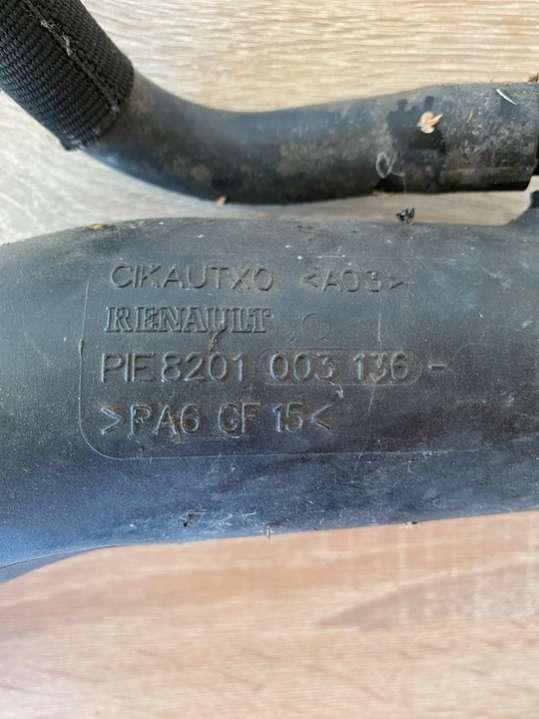 CIKAUTXO <A03>
RENAULT
PIE 8201 003 136 -
>PA6 GF 15<